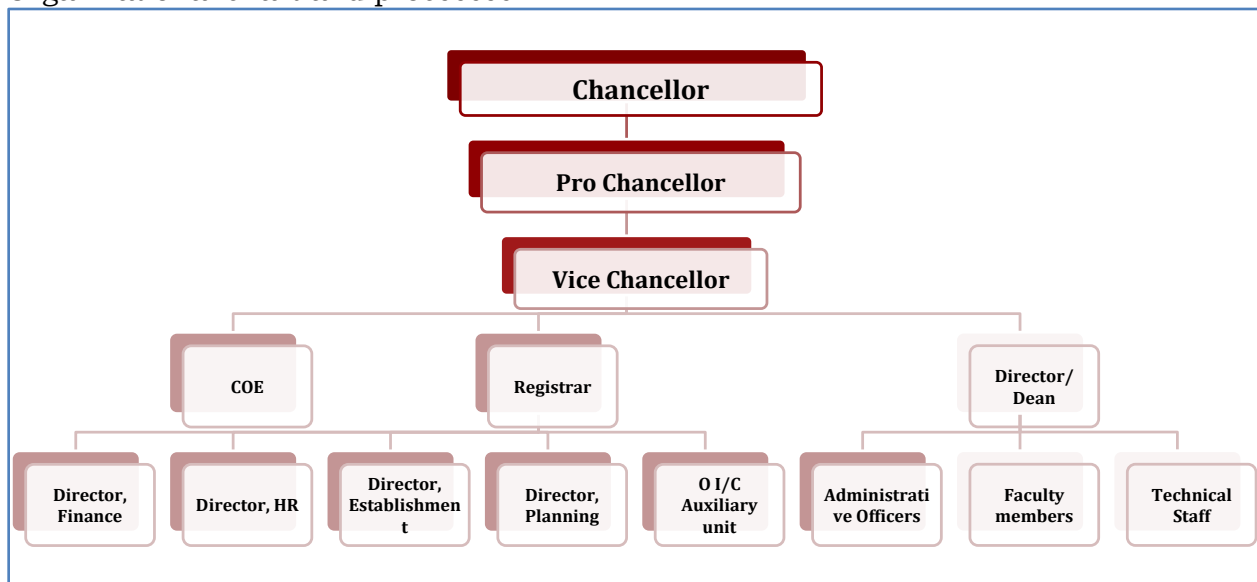 Chancellor
Pro Chancellor
Vice Chancellor
COE
Registrar
Director/
Dean
Director,
Finance
Director, HR
Director,
Establishmen
t
Director,
Planning
O I/C
Auxiliary
unit
Administrati
ve Officers
Faculty
members
Technical
Staff